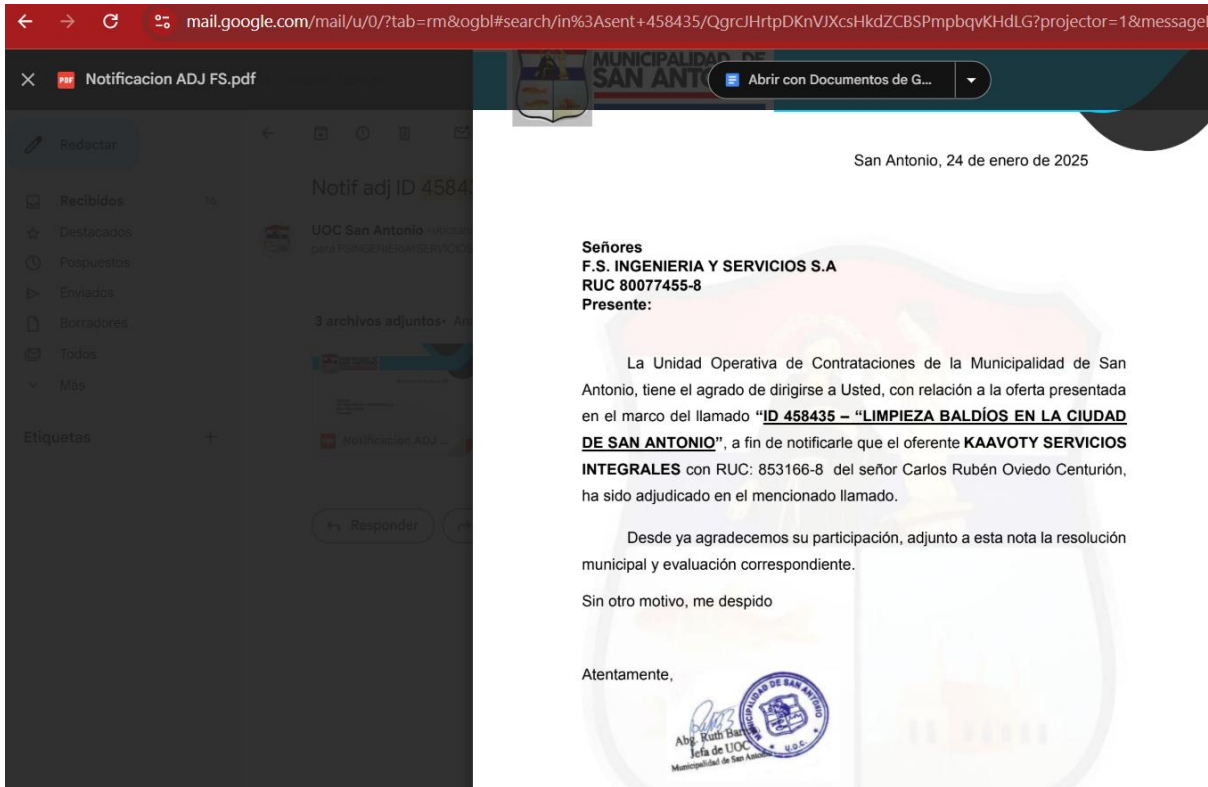 mail.google.com/mail/u/0/?tab=rm&ogbl#search/in%3Asent+458435/QgrcJHrtpDKnVJXcsHkdZCBSPmpbqvKHdLG?projector=1&messageI
PDF Notificacion ADJ FS.pdf
MUNICIPALIDAD DE
SAN ANTO
Abrir con Documentos de G...
Redactar
Recibidos
Destacados
Pospuestos
Enviados
Borradores
Todos
Más
Etiquetas
Notif adj ID 4584
UOC San Antonio
3 archivos adjuntos
Notificacion ADJ ...
Responder
San Antonio, 24 de enero de 2025
Señores
F.S. INGENIERIA Y SERVICIOS S.A
RUC 80077455-8
Presente:
La Unidad Operativa de Contrataciones de la Municipalidad de San
Antonio, tiene el agrado de dirigirse a Usted, con relación a la oferta presentada
en el marco del llamado “ID 458435 – “LIMPIEZA BALDÍOS EN LA CIUDAD
DE SAN ANTONIO”, a fin de notificarle que el oferente KAAVOTY SERVICIOS
INTEGRALES con RUC: 853166-8 del señor Carlos Rubén Oviedo Centurión,
ha sido adjudicado en el mencionado llamado.
Desde ya agradecemos su participación, adjunto a esta nota la resolución
municipal y evaluación correspondiente.
Sin otro motivo, me despido
Atentamente,
MUNICIPALIDAD DE SAN ANTONIO
U.O.C.
Abg. Ruth
Jefa de UOC
Municipalidad de San Antonio